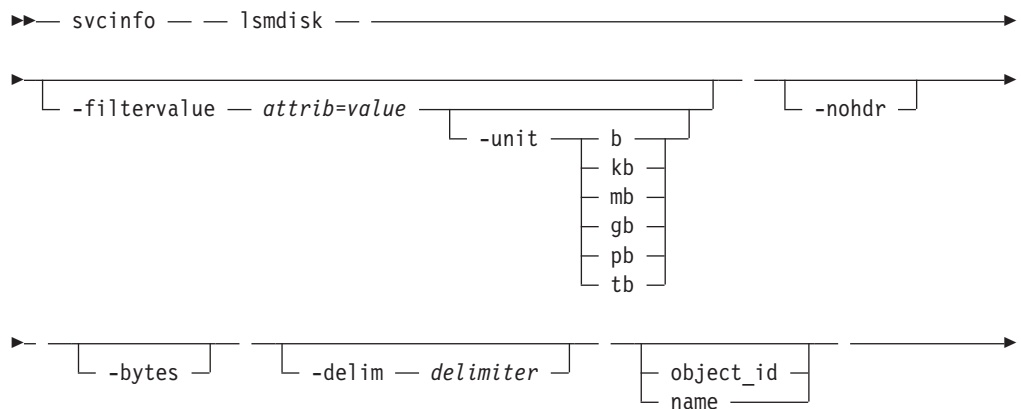 svcinfo lsmdisk
-filtervalue attrib=value -nohdr
-unit b
kb
mb
gb
pb
tb
-bytes -delim delimiter object_id
name